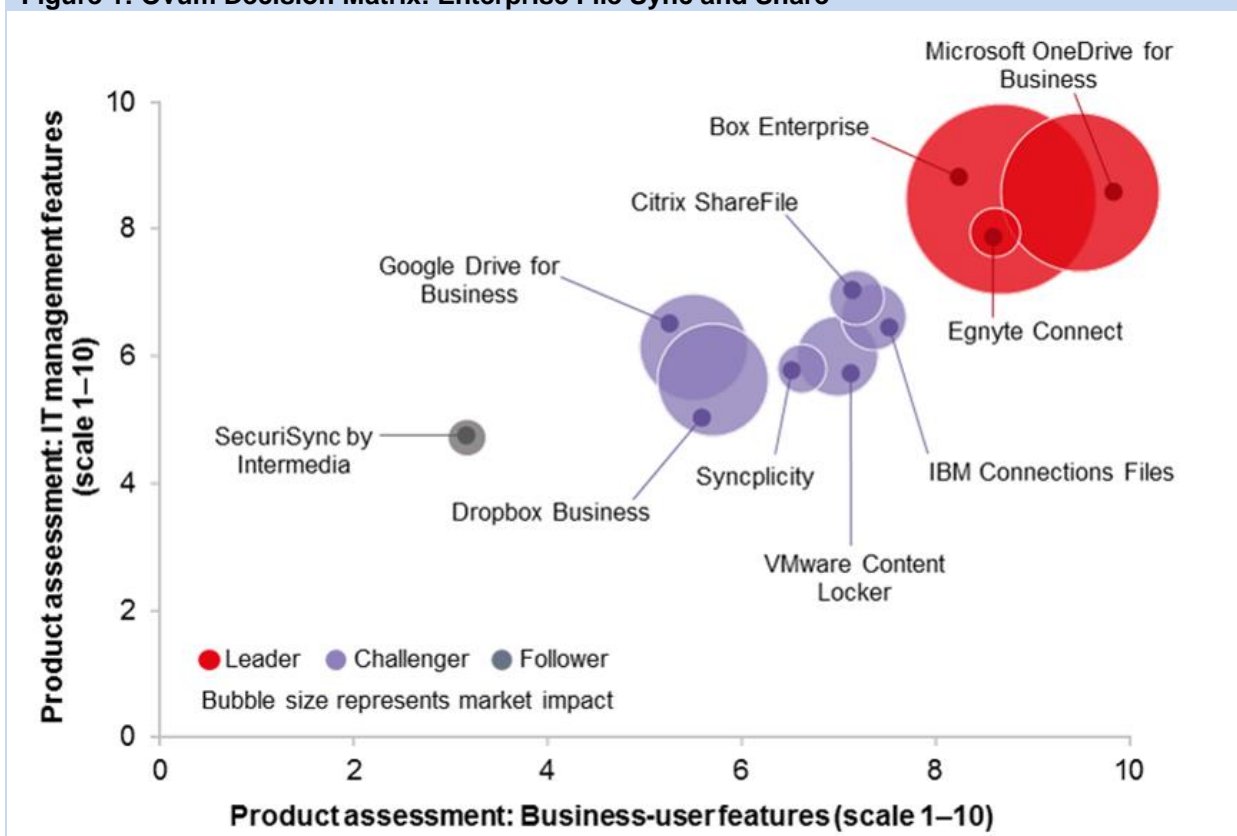 Figure 1: Ovum Decision Matrix: Enterprise File Sync and Share
Microsoft OneDrive for
Business
Box Enterprise
Citrix ShareFile
Google Drive for
Business
Egnyte Connect
SecuriSync by
Intermedia
Syncplicity
IBM Connections Files
Dropbox Business
VMware Content
Locker
Leader
Challenger
Follower
Bubble size represents market impact
Product assessment: IT management features
(scale 1–10)
10
8
6
4
2
0
0 2 4 6 8 10
Product assessment: Business-user features (scale 1–10)